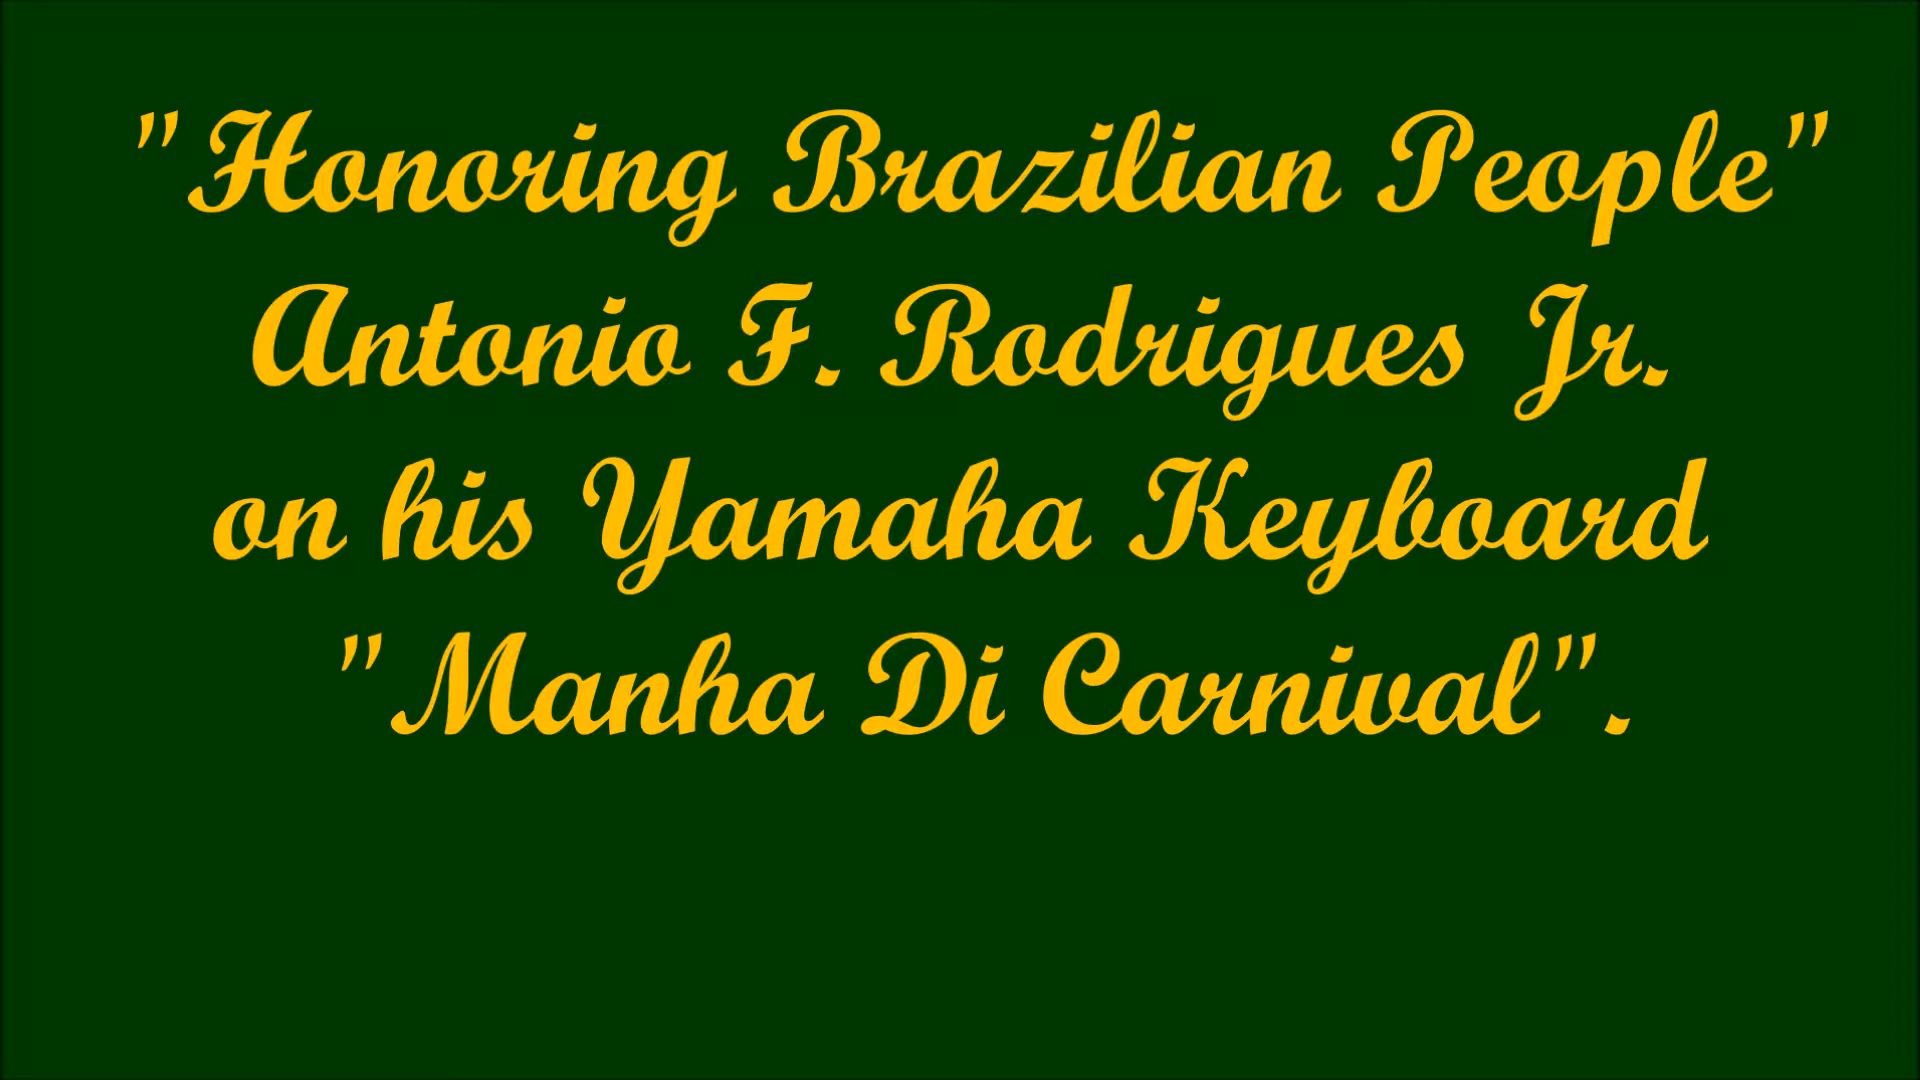 "Honoring Brazilian People"
Antonio F. Rodrigues Jr.
on his Yamaha Keyboard
"Manha Di Carnival".